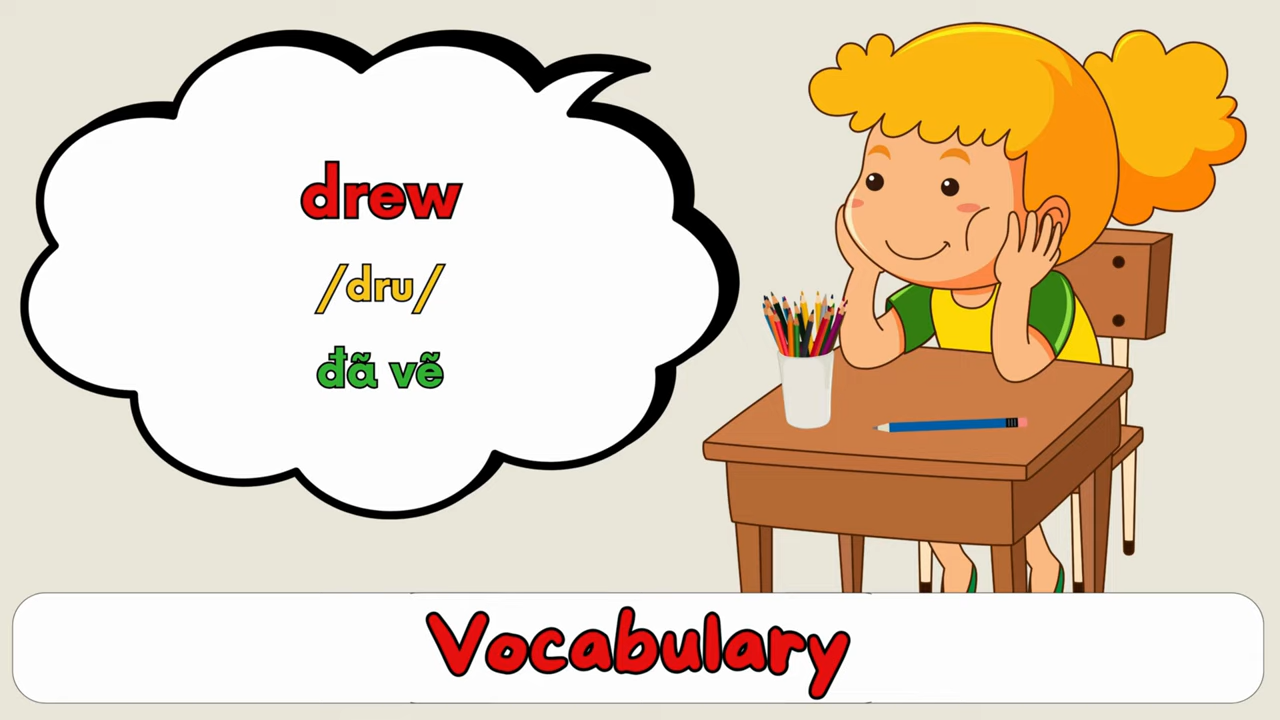 drew
/dru/
đã vẽ
Vocabulary